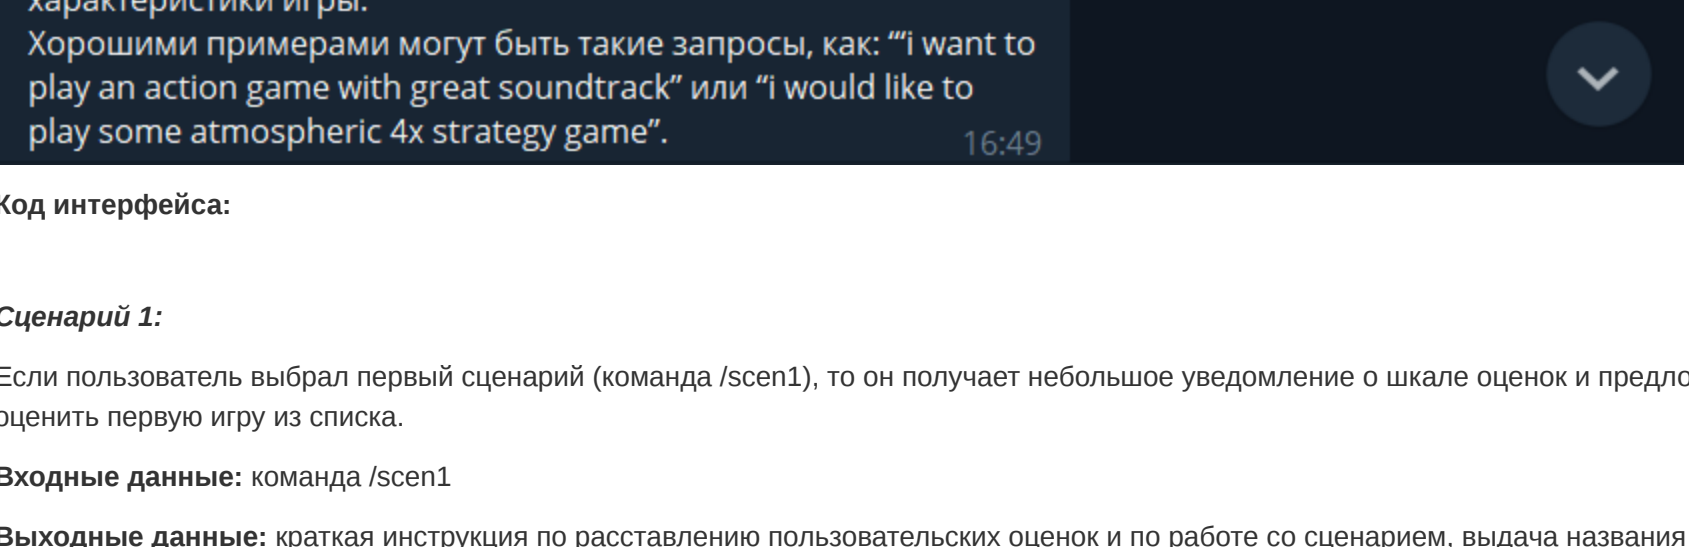 характеристики игры.
Хорошими примерами могут быть такие запросы, как: “‘i want to
play an action game with great soundtrack” или “i would like to
play some atmospheric 4x strategy game”.
16:49
Код интерфейса:
Сценарий 1:
Если пользователь выбрал первый сценарий (команда /scen1), то он получает небольшое уведомление о шкале оценок и предло
оценить первую игру из списка.
Входные данные: команда /scen1
Выходные данные: краткая инструкция по расставлению пользовательских оценок и по работе со сценарием, выдача названия